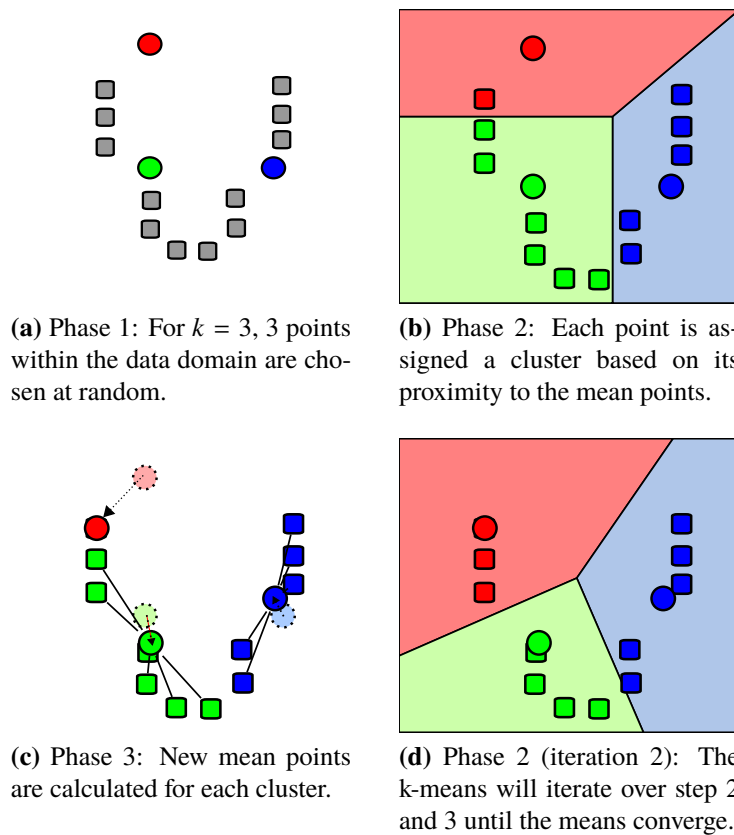 (a) Phase 1: For k = 3, 3 points
within the data domain are cho-
sen at random.
(b) Phase 2: Each point is as-
signed a cluster based on its
proximity to the mean points.
(c) Phase 3: New mean points
are calculated for each cluster.
(d) Phase 2 (iteration 2): The
k-means will iterate over step 2
and 3 until the means converge.